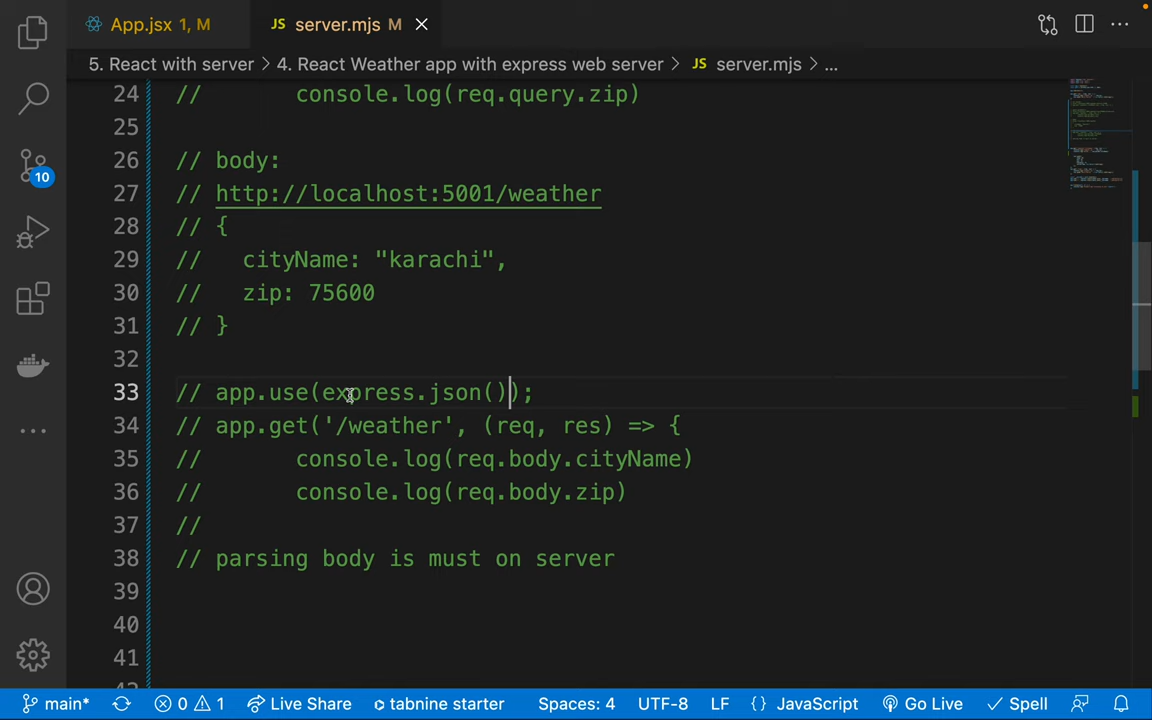 App.jsx 1, M
JS server.mjs M
5. React with server > 4. React Weather app with express web server > JS server.mjs > ...
24 // console.log(req.query.zip)
25
26 // body:
27 // http://localhost:5001/weather
28 // {
29 // cityName: "karachi",
30 // zip: 75600
31 // }
32
33 // app.use(express.json());
34 // app.get('/weather', (req, res) => {
35 // console.log(req.body.cityName)
36 // console.log(req.body.zip)
37 //
38 // parsing body is must on server
39
40
41
10
main* 0 1 Live Share tabnine starter Spaces: 4 UTF-8 LF {} JavaScript Go Live Spell